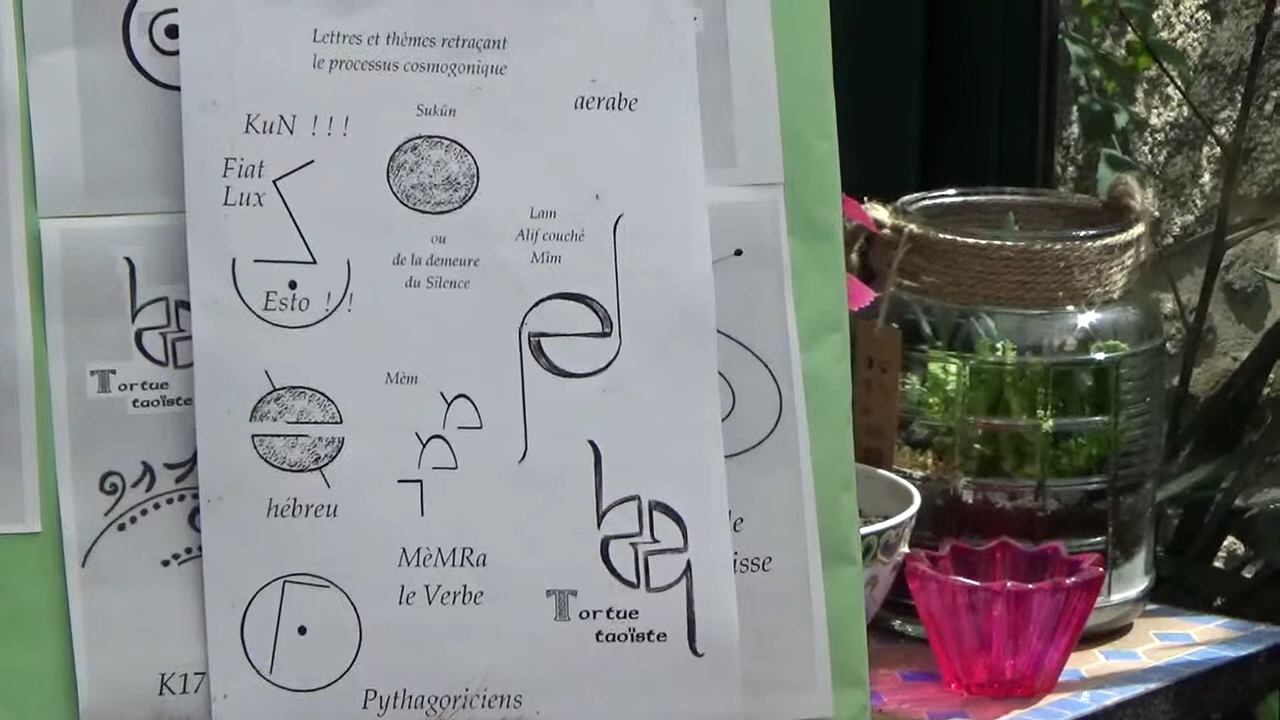 Lettres et thèmes retraçant
le processus cosmogonique
aerabe
KuN ! ! !
Sukûn
Fiat
Lux
Esto ! !
ou
de la demeure
du Silence
Lam
Alif couché
Mîm
Mèm
hébreu
MèMRa
le Verbe
Tortue
taoïste
Pythagoriciens
Tortue
taoïste
K17
isse